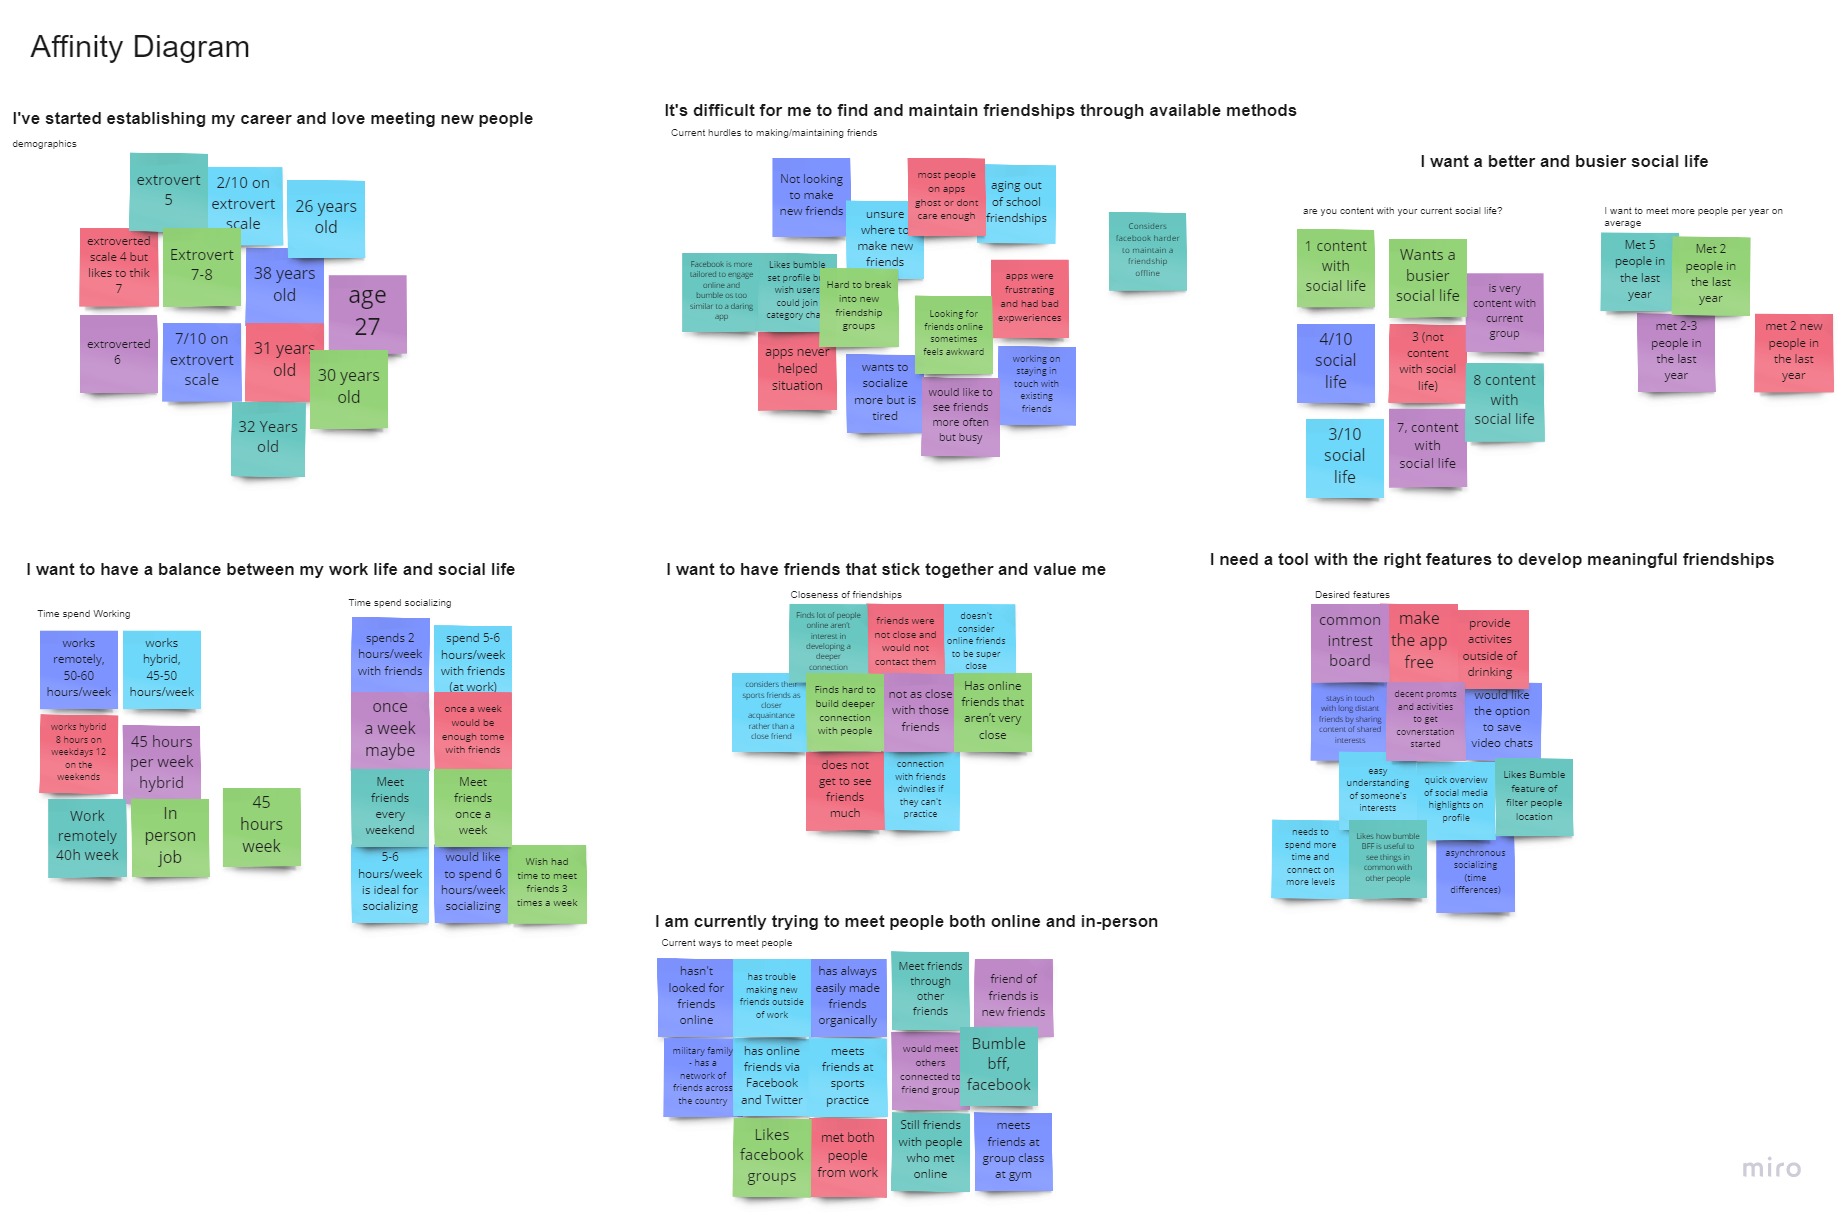 Affinity Diagram
I've started establishing my career and love meeting new people
demographics
extrovert
5
2/10 on
extrovert
scale
26 years
old
extroverted
scale 4 but
likes to thik
7
Extrovert
7-8
38 years
old
age
27
extroverted
6
7/10 on
extrovert
scale
31 years
old
30 years
old
32 Years
old
It's difficult for me to find and maintain friendships through available methods
Current hurdles to making/maintaining friends
Not looking
to make
new friends
unsure
where to
make new
friends
most people
on apps
ghost or dont
care enough
aging out
of school
friendships
Considers
facebook harder
to maintain a
friendship
offline
Facebook is more
tailored to engage
online and
bumble os too
similar to a daring
app
Likes bumble
set profile
wish users
could join
category
Hard to break
into new
friendship
groups
Looking for
friends online
sometimes
feels awkward
apps were
frustrating
and had bad
expweriences
apps never
helped
situation
wants to
socialize
more but is
tired
would like to
see friends
more often
but busy
working on
staying in
touch with
existing
friends
I want a better and busier social life
are you content with your current social life?
1 content
with
social life
Wants a
busier
social life
is very
content with
current
group
4/10
social
life
3 (not
content
with social
life)
8 content
with
social life
3/10
social
life
7, content
with
social life
I want to meet more people per year on
average
Met 5
people in
the last
year
Met 2
people in
the last
year
met 2-3
people in
the last
year
met 2 new
people in
the last
year
I want to have a balance between my work life and social life
Time spend Working
works
remotely,
50-60
hours/week
works
hybrid,
45-50
hours/week
works hybrid
8 hours on
weekdays 12
on the
weekends
45 hours
per week
hybrid
Work
remotely
40h week
In
person
job
45
hours
week
Time spend socializing
spends 2
hours/week
with friends
spend 5-6
hours/week
with friends
(at work)
once
a week
maybe
once a week
would be
enough tome
with friends
Meet
friends
every
weekend
Meet
friends
once a
week
5-6
hours/week
is ideal for
socializing
would like
to spend 6
hours/week
socializing
Wish had
time to meet
friends 3
times a week
I want to have friends that stick together and value me
Closeness of friendships
Finds lot of people
online aren't
interest in
developing a
deeper
connection
friends were
not close and
would not
contact them
doesn't
consider
online friends
to be super
close
considers their
sports friends as
closer
acquaintance
rather than a
close friend
Finds hard to
build deeper
connection
with people
not as close
with those
friends
Has online
friends that
aren't very
close
does not
get to see
friends
much
connection
with friends
dwindles if
they can't
practice
I need a tool with the right features to develop meaningful friendships
Desired features
common
intrest
board
make
the app
free
provide
activites
outside of
drinking
stays in touch
with long distant
friends by sharing
content of shared
interests
decent promts
and activities
to get
covnerstation
started
would like
the option
to save
video chats
easy
understanding
of someone's
interests
quick overview
of social media
highlights on
profile
Likes Bumble
feature of
filter people
location
needs to
spend more
time and
connect on
more levels
Likes how bumble
BFF is useful to
see things in
common with
other people
asynchronous
socializing
(time
differences)
I am currently trying to meet people both online and in-person
Current ways to meet people
hasn't
looked for
friends
online
has trouble
making new
friends outside
of work
has always
easily made
friends
organically
Meet friends
through
other
friends
friend of
friends is
new friends
military family
- has a
network of
friends across
the country
has online
friends via
Facebook
and Twitter
meets
friends at
sports
practice
would meet
others
connected to
friend group
Bumble
bff,
facebook
Likes
facebook
groups
met both
people
from work
Still friends
with people
who met
online
meets
friends at
group class
at gym
miro